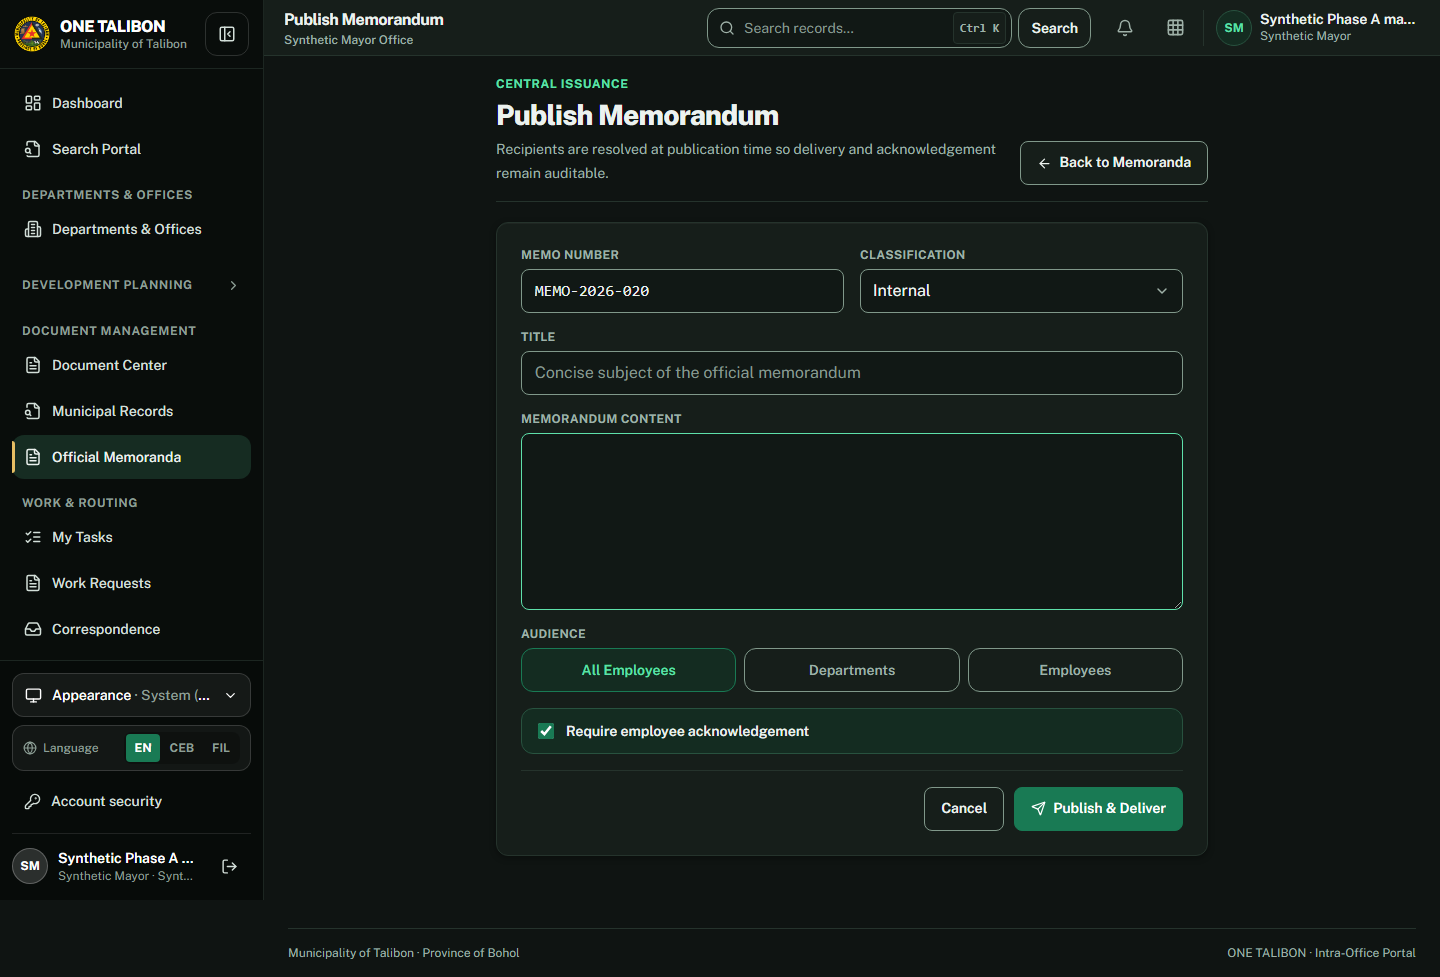 ONE TALIBON
Municipality of Talibon
Publish Memorandum
Synthetic Mayor Office
Search records...
Ctrl K
Search
SM
Synthetic Phase A ma...
Synthetic Mayor
Dashboard
Search Portal
DEPARTMENTS & OFFICES
Departments & Offices
DEVELOPMENT PLANNING
DOCUMENT MANAGEMENT
Document Center
Municipal Records
Official Memoranda
WORK & ROUTING
My Tasks
Work Requests
Correspondence
Appearance · System (...
Language
EN
CEB
FIL
Account security
SM
Synthetic Phase A ...
Synthetic Mayor · Synt...
CENTRAL ISSUANCE
Publish Memorandum
Recipients are resolved at publication time so delivery and acknowledgement
remain auditable.
Back to Memoranda
MEMO NUMBER
CLASSIFICATION
MEMO-2026-020
Internal
TITLE
Concise subject of the official memorandum
MEMORANDUM CONTENT
AUDIENCE
All Employees
Departments
Employees
Require employee acknowledgement
Cancel
Publish & Deliver
Municipality of Talibon · Province of Bohol
ONE TALIBON · Intra-Office Portal